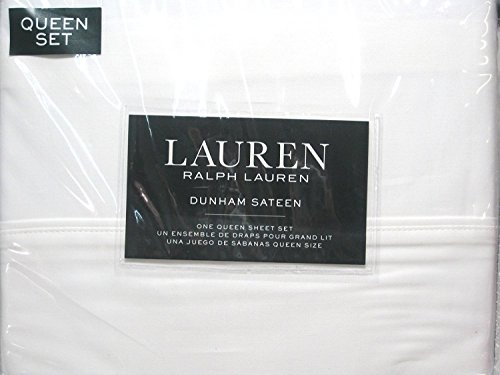 QUEEN
SET
LAUREN
RALPH LAUREN
DUNHAM SATEEN
ONE QUEEN SHEET SET
UN ENSEMBLE DE DRAPS POUR GRAND LIT
UNA JUEGO DE SÁBANAS QUEEN SIZE